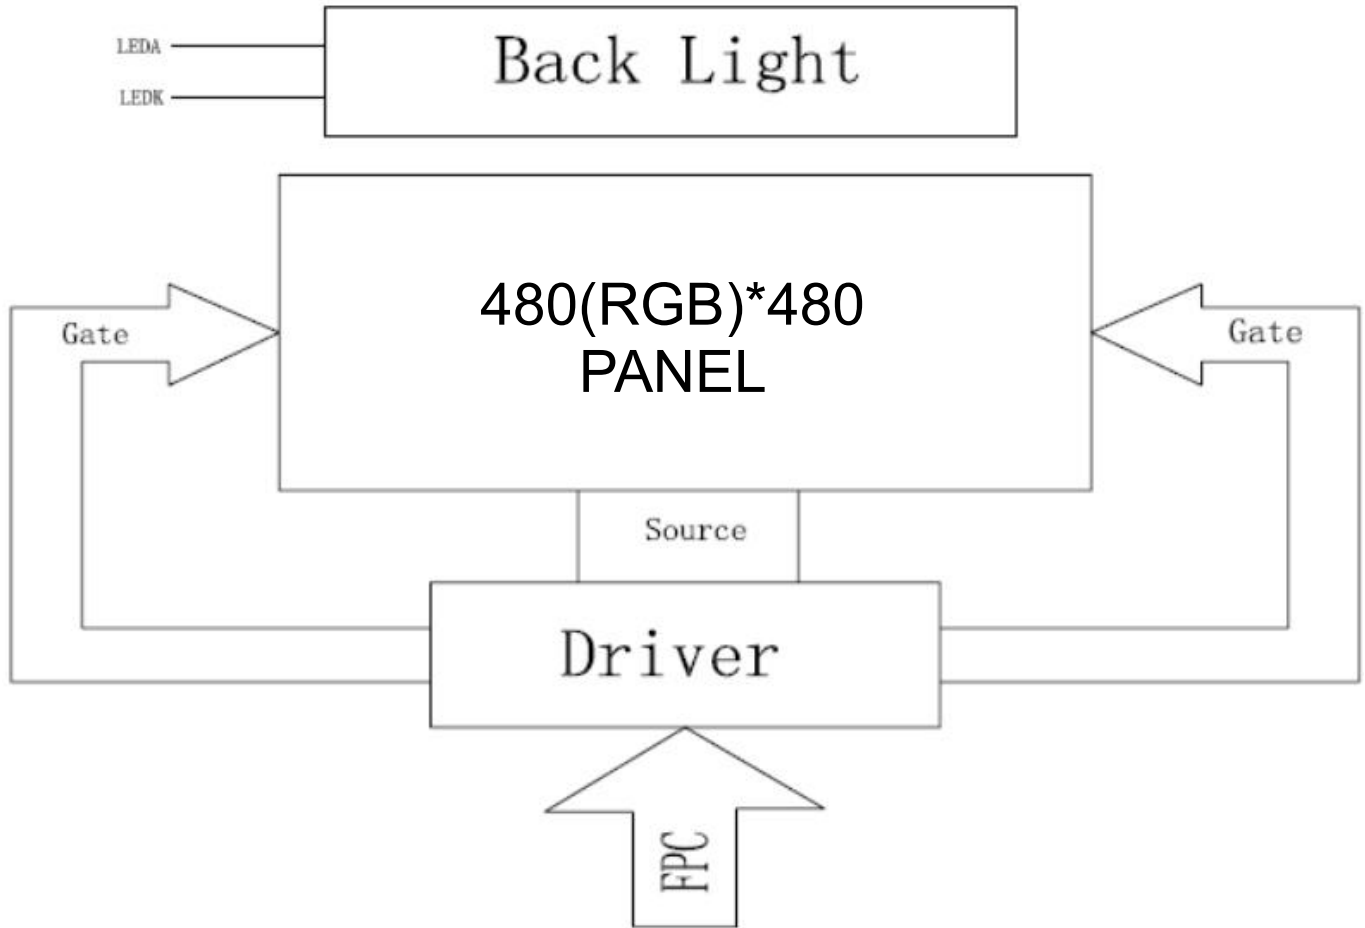 LEDA
LEDK
Back Light
480(RGB)*480
PANEL
Gate
Gate
Source
Driver
FPC